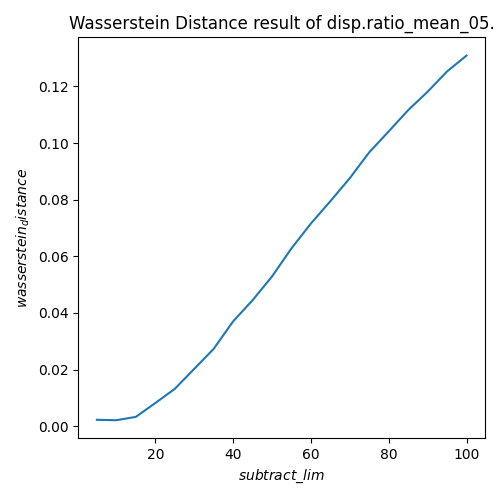 Wasserstein Distance result of disp.ratio_mean_05.
0.12
0.10
0.08
0.06
0.04
0.02
0.00
wasserstein_distance
20 40 60 80 100
subtract_lim